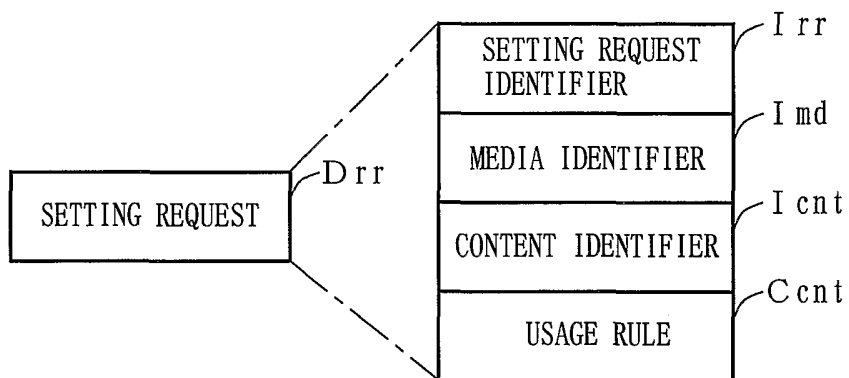 SETTING REQUEST
Drr
SETTING REQUEST
IDENTIFIER
Irr
MEDIA IDENTIFIER
Imd
CONTENT IDENTIFIER
Icnt
USAGE RULE
Ccnt